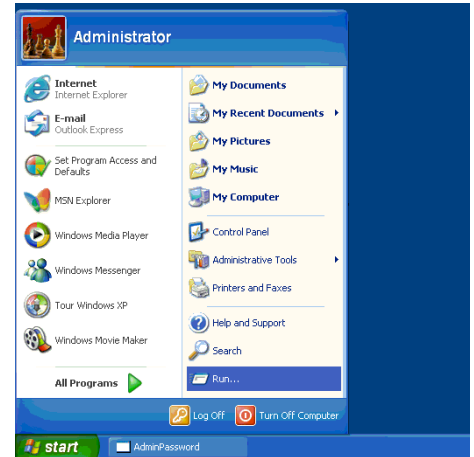 Administrator
Internet
Internet Explorer
E-mail
Outlook Express
Set Program Access and
Defaults
MSN Explorer
Windows Media Player
Windows Messenger
Tour Windows XP
Windows Movie Maker
All Programs
My Documents
My Recent Documents
My Pictures
My Music
My Computer
Control Panel
Administrative Tools
Printers and Faxes
Help and Support
Search
Run...
Log Off
Turn Off Computer
start
AdminPassword